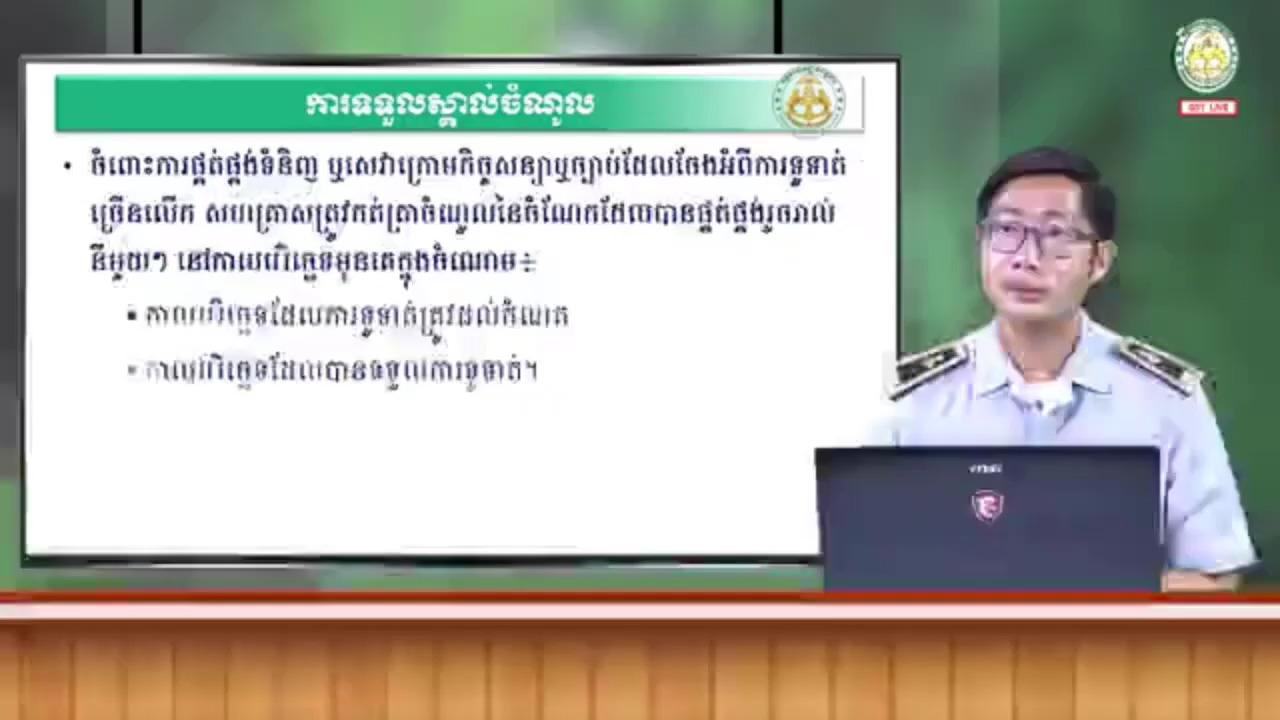 ការទទួលស្គាល់ចំណូល
GDT LIVE
• ចំពោះការផ្គត់ផ្គង់ទំនិញ ឬសេវាក្រោមកិច្ចសន្យាឬច្បាប់ដែលចែងអំពីការទូទាត់
ច្រើនលើក សហគ្រាសត្រូវកត់ត្រាចំណូលនៃចំណែកដែលបានផ្គត់ផ្គង់រួចរាល់
នីមួយៗ នៅកាលបរិច្ឆេទមុនគេក្នុងចំណោម៖
▪ កាលបរិច្ឆេទដែលការទូទាត់ត្រូវដល់កំណត់
▪ កាលបរិច្ឆេទដែលបានទទួលការទូទាត់។
msi